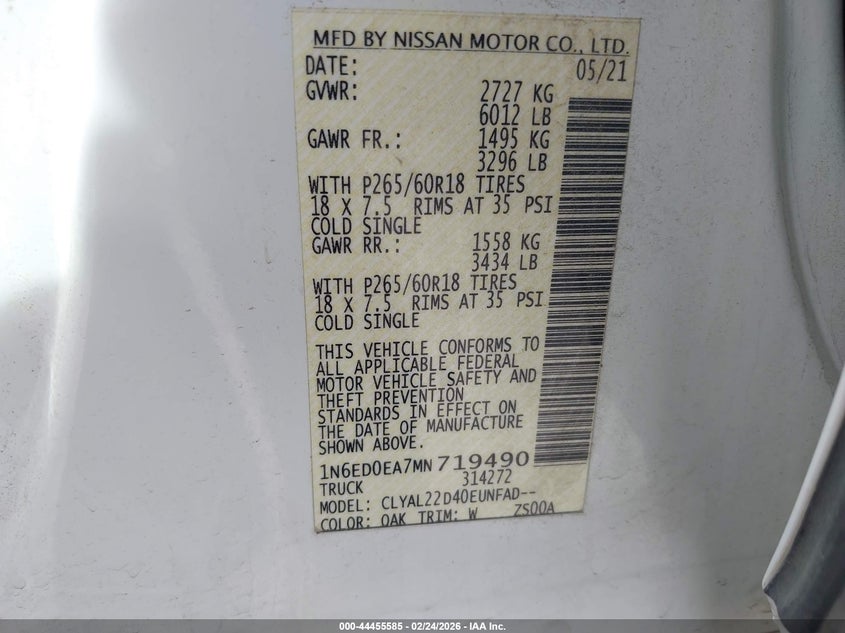 MFD BY NISSAN MOTOR CO., LTD.
DATE: 05/21
GVWR: 2727 KG
6012 LB
GAWR FR.: 1495 KG
3296 LB
WITH P265/60R18 TIRES
18 X 7.5 RIMS AT 35 PSI
COLD SINGLE
GAWR RR.: 1558 KG
3434 LB
WITH P265/60R18 TIRES
18 X 7.5 RIMS AT 35 PSI
COLD SINGLE
THIS VEHICLE CONFORMS TO
ALL APPLICABLE FEDERAL
MOTOR VEHICLE SAFETY AND
THEFT PREVENTION
STANDARDS IN EFFECT ON
THE DATE OF MANUFACTURE
SHOWN ABOVE.
1N6ED0EA7MN719490
TRUCK 314272
MODEL: CLYAL22D40EUNFAD--
COLOR: QAK TRIM: W ZS00A
000-44455585 - 02/24/2026 - IAA Inc.